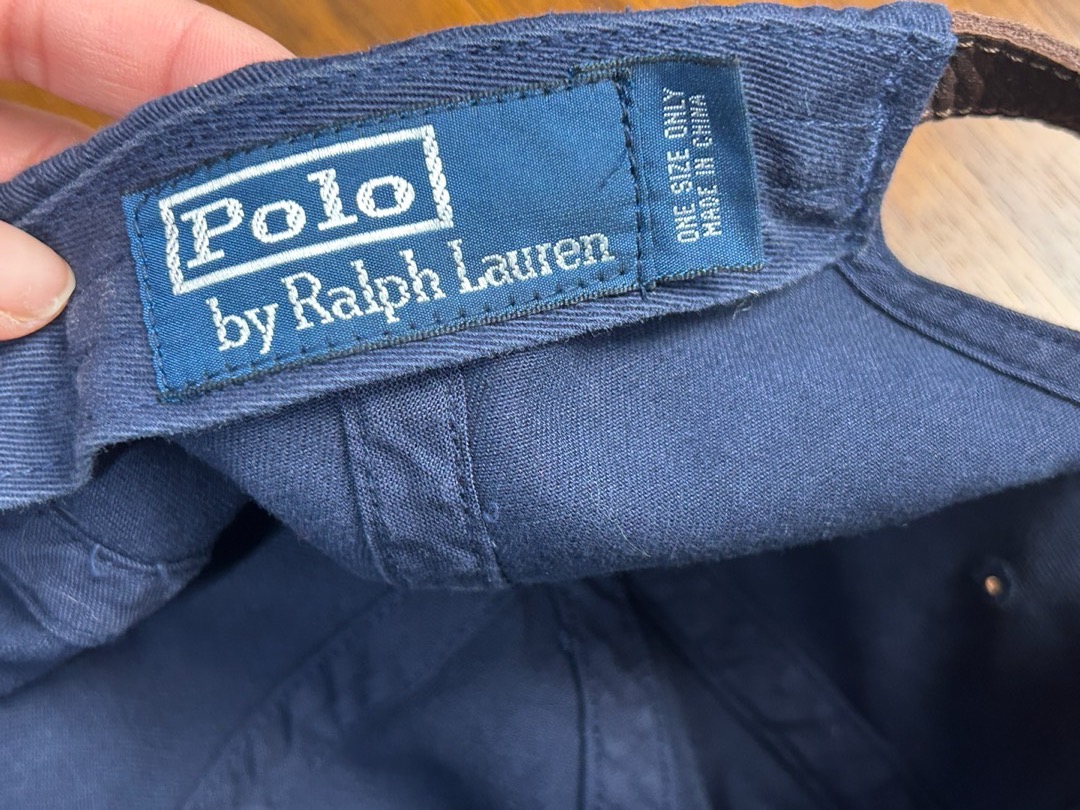 Polo
by Ralph Lauren
ONE SIZE ONLY
MADE IN CHINA